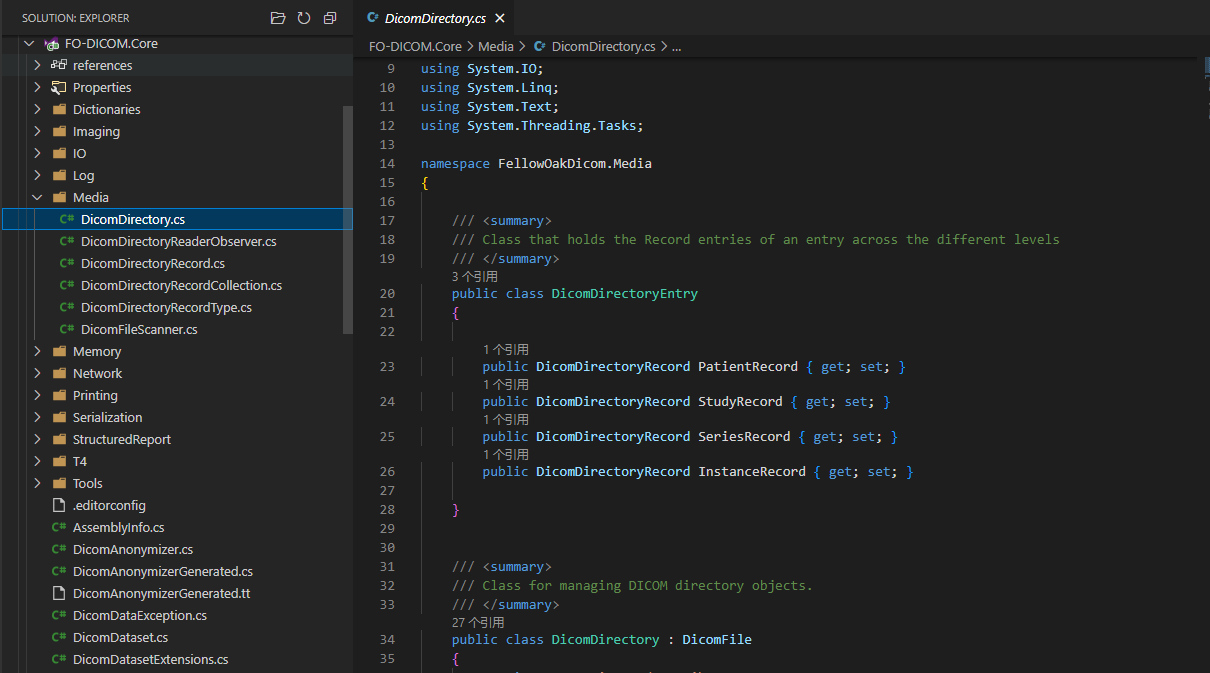 SOLUTION: EXPLORER
FO-DICOM.Core
references
Properties
Dictionaries
Imaging
IO
Log
Media
C# DicomDirectory.cs
C# DicomDirectoryReaderObserver.cs
C# DicomDirectoryRecord.cs
C# DicomDirectoryRecordCollection.cs
C# DicomDirectoryRecordType.cs
C# DicomFileScanner.cs
Memory
Network
Printing
Serialization
StructuredReport
T4
Tools
.editorconfig
C# AssemblyInfo.cs
C# DicomAnonymizer.cs
C# DicomAnonymizerGenerated.cs
DicomAnonymizerGenerated.tt
C# DicomDataException.cs
C# DicomDataset.cs
C# DicomDatasetExtensions.cs
DicomDirectory.cs
FO-DICOM.Core > Media > DicomDirectory.cs > ...
9 using System.IO;
10 using System.Linq;
11 using System.Text;
12 using System.Threading.Tasks;
13
14 namespace FellowOakDicom.Media
15 {
16
17 /// <summary>
18 /// Class that holds the Record entries of an entry across the different levels
19 /// </summary>
3 个引用
20 public class DicomDirectoryEntry
21 {
22
1 个引用
23 public DicomDirectoryRecord PatientRecord { get; set; }
1 个引用
24 public DicomDirectoryRecord StudyRecord { get; set; }
1 个引用
25 public DicomDirectoryRecord SeriesRecord { get; set; }
1 个引用
26 public DicomDirectoryRecord InstanceRecord { get; set; }
27
28 }
29
30
31 /// <summary>
32 /// Class for managing DICOM directory objects.
33 /// </summary>
27 个引用
34 public class DicomDirectory : DicomFile
35 {